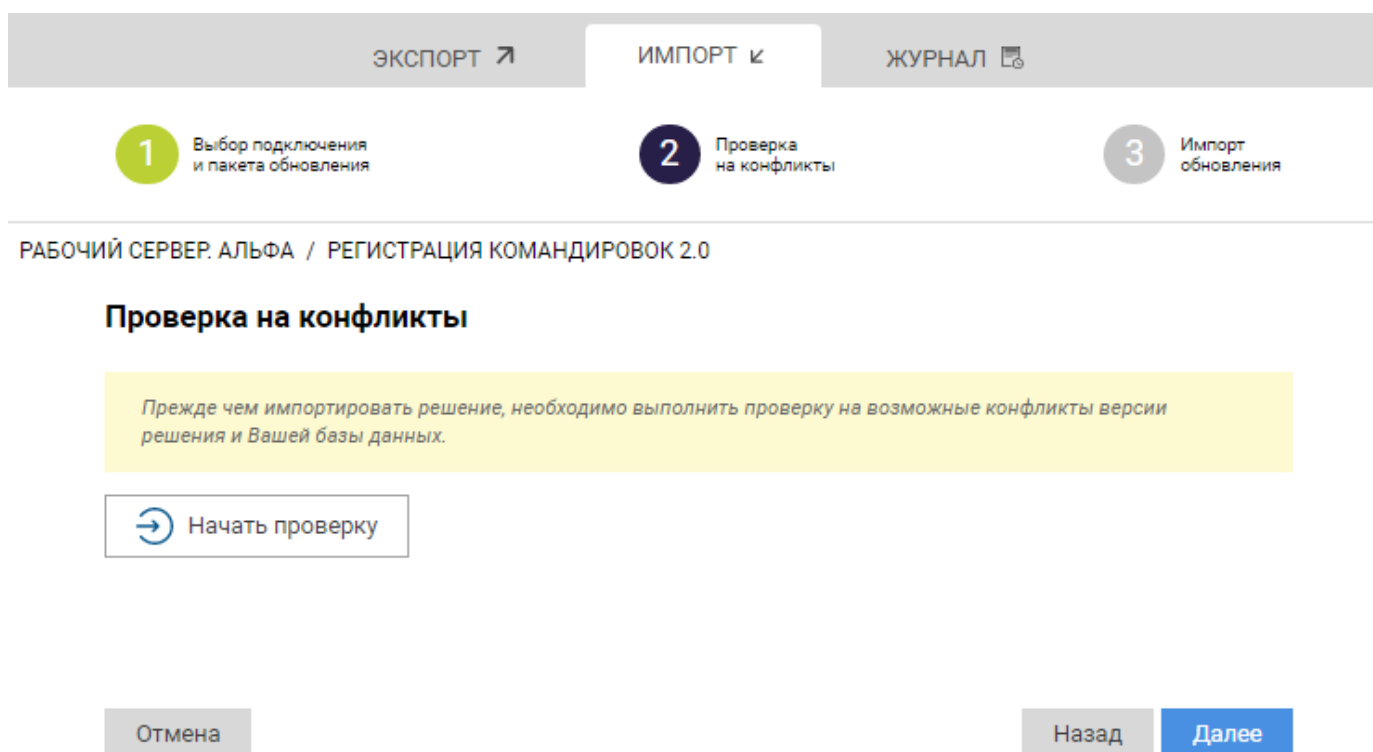 ЭКСПОРТ ИМПОРТ ЖУРНАЛ
1 Выбор подключения
и пакета обновления
2 Проверка
на конфликты
3 Импорт
обновления
РАБОЧИЙ СЕРВЕР. АЛЬФА / РЕГИСТРАЦИЯ КОМАНДИРОВОК 2.0
Проверка на конфликты
Прежде чем импортировать решение, необходимо выполнить проверку на возможные конфликты версии
решения и Вашей базы данных.
Начать проверку
Отмена Назад Далее